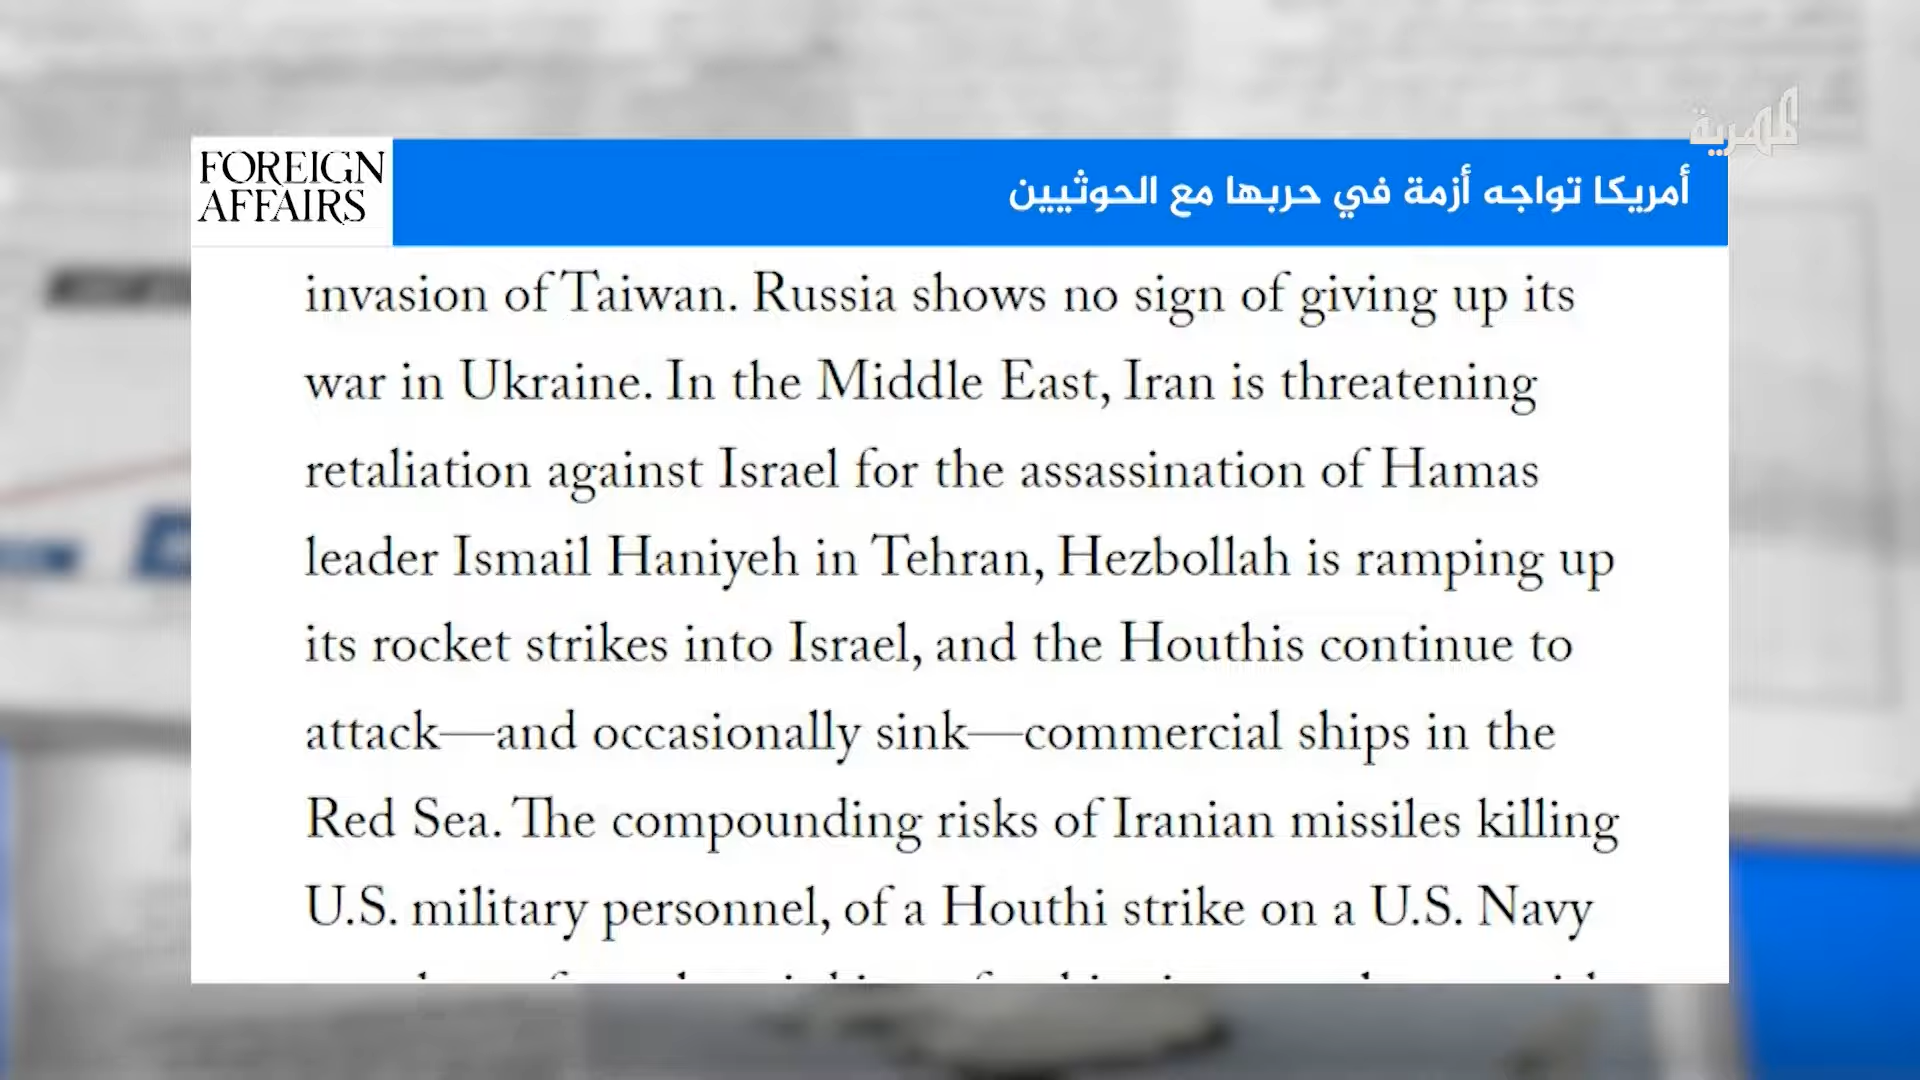 المهرية
FOREIGN
AFFAIRS
أمريكا تواجه أزمة في حربها مع الحوثيين
invasion of Taiwan. Russia shows no sign of giving up its
war in Ukraine. In the Middle East, Iran is threatening
retaliation against Israel for the assassination of Hamas
leader Ismail Haniyeh in Tehran, Hezbollah is ramping up
its rocket strikes into Israel, and the Houthis continue to
attack—and occasionally sink—commercial ships in the
Red Sea. The compounding risks of Iranian missiles killing
U.S. military personnel, of a Houthi strike on a U.S. Navy